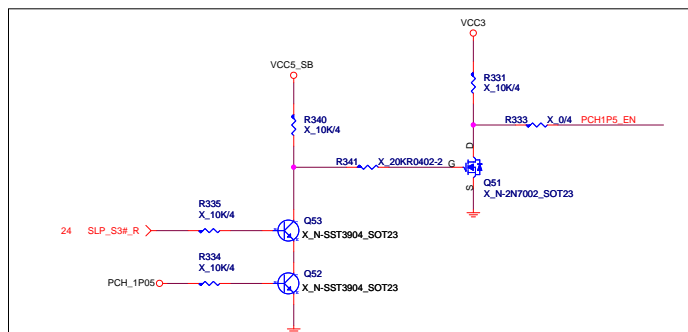 VCC3
VCC5_SB
R331
X_10K/4
R340
X_10K/4
R333
X_0/4
PCH1P5_EN
D
R341
X_20KR0402-2
G
S
Q51
X_N-2N7002_SOT23
R335
X_10K/4
24
SLP_S3#_R
Q53
X_N-SST3904_SOT23
R334
X_10K/4
PCH_1P05
Q52
X_N-SST3904_SOT23